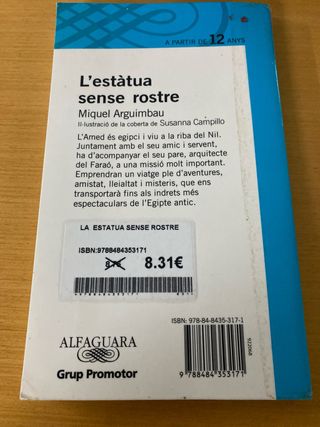 A PARTIR DE 12 ANYS
L'estàtua
sense rostre
Miquel Arguimbau
Il·lustració de la coberta de Susanna Campillo
L'Amed és egipci i viu a la riba del Nil.
Juntament amb el seu amic i servent,
ha d'acompanyar el seu pare, arquitecte
del Faraó, a una missió molt important.
Emprendran un viatge ple d'aventures,
amistat, lleialtat i misteris, que ens
transportarà fins als indrets més
espectaculars de l'Egipte antic.
LA ESTATUA SENSE ROSTRE
ISBN:9788484353171
8.31€
9788484353171
ISBN: 978-84-8435-317-1
ALFAGUARA
Grup Promotor
9 788484 353171